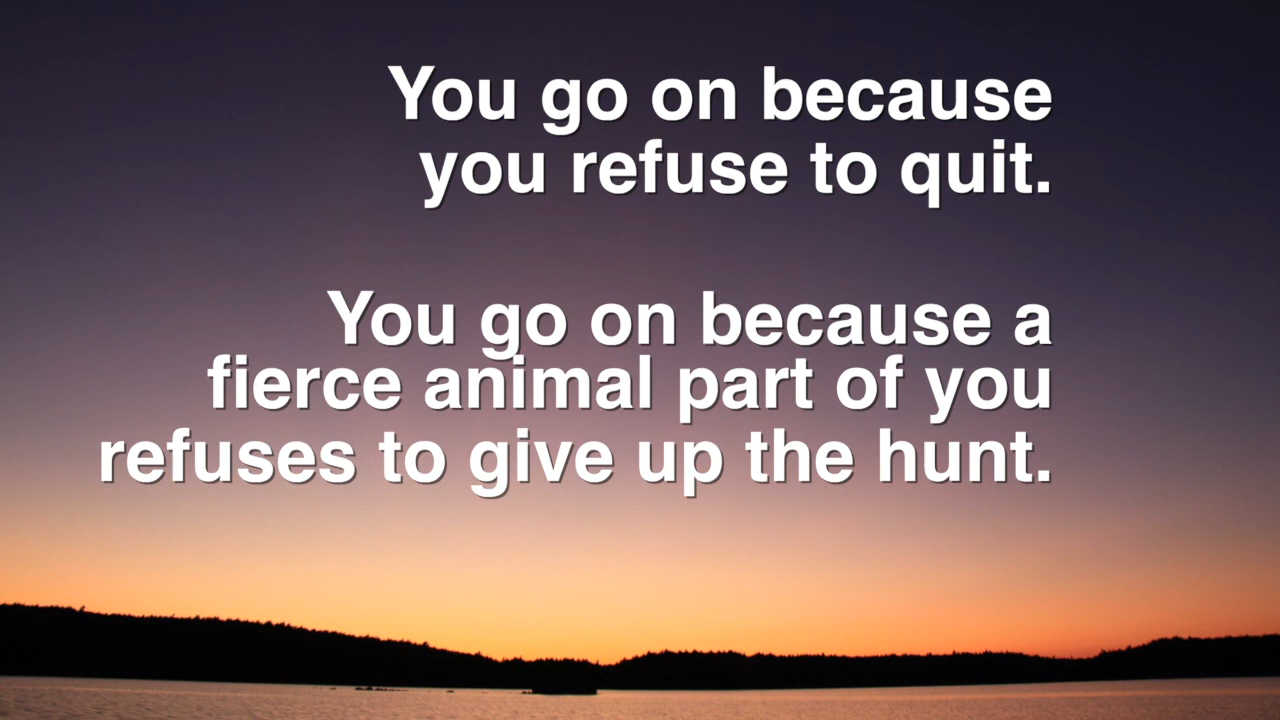 You go on because
you refuse to quit.
You go on because a
fierce animal part of you
refuses to give up the hunt.